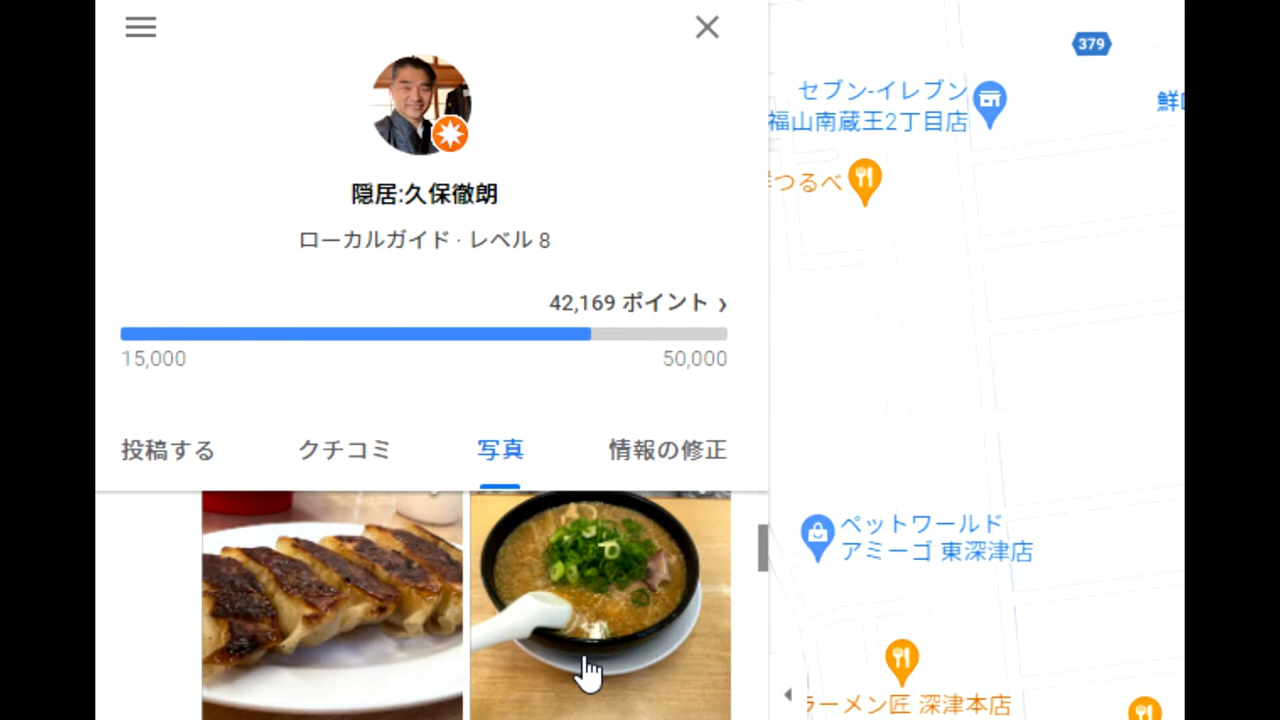 隠居:久保徹朗
ローカルガイド · レベル 8
42,169 ポイント ›
15,000
50,000
投稿する
クチコミ
写真
情報の修正
379
セブン-イレブン
福山南蔵王2丁目店
つるべ
ペットワールド
アミーゴ 東深津店
ラーメン匠 深津本店